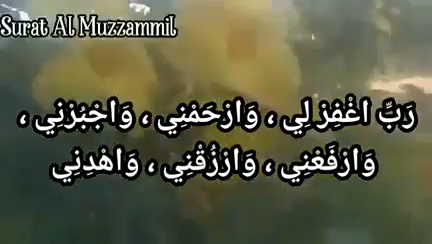 Surat Al Muzzammil
رَبِّ اغْفِرْ لِي ، وَارْحَمْنِي ، وَاجْبُرْنِي ،
وَارْفَعْنِي ، وَارْزُقْنِي ، وَاهْدِنِي